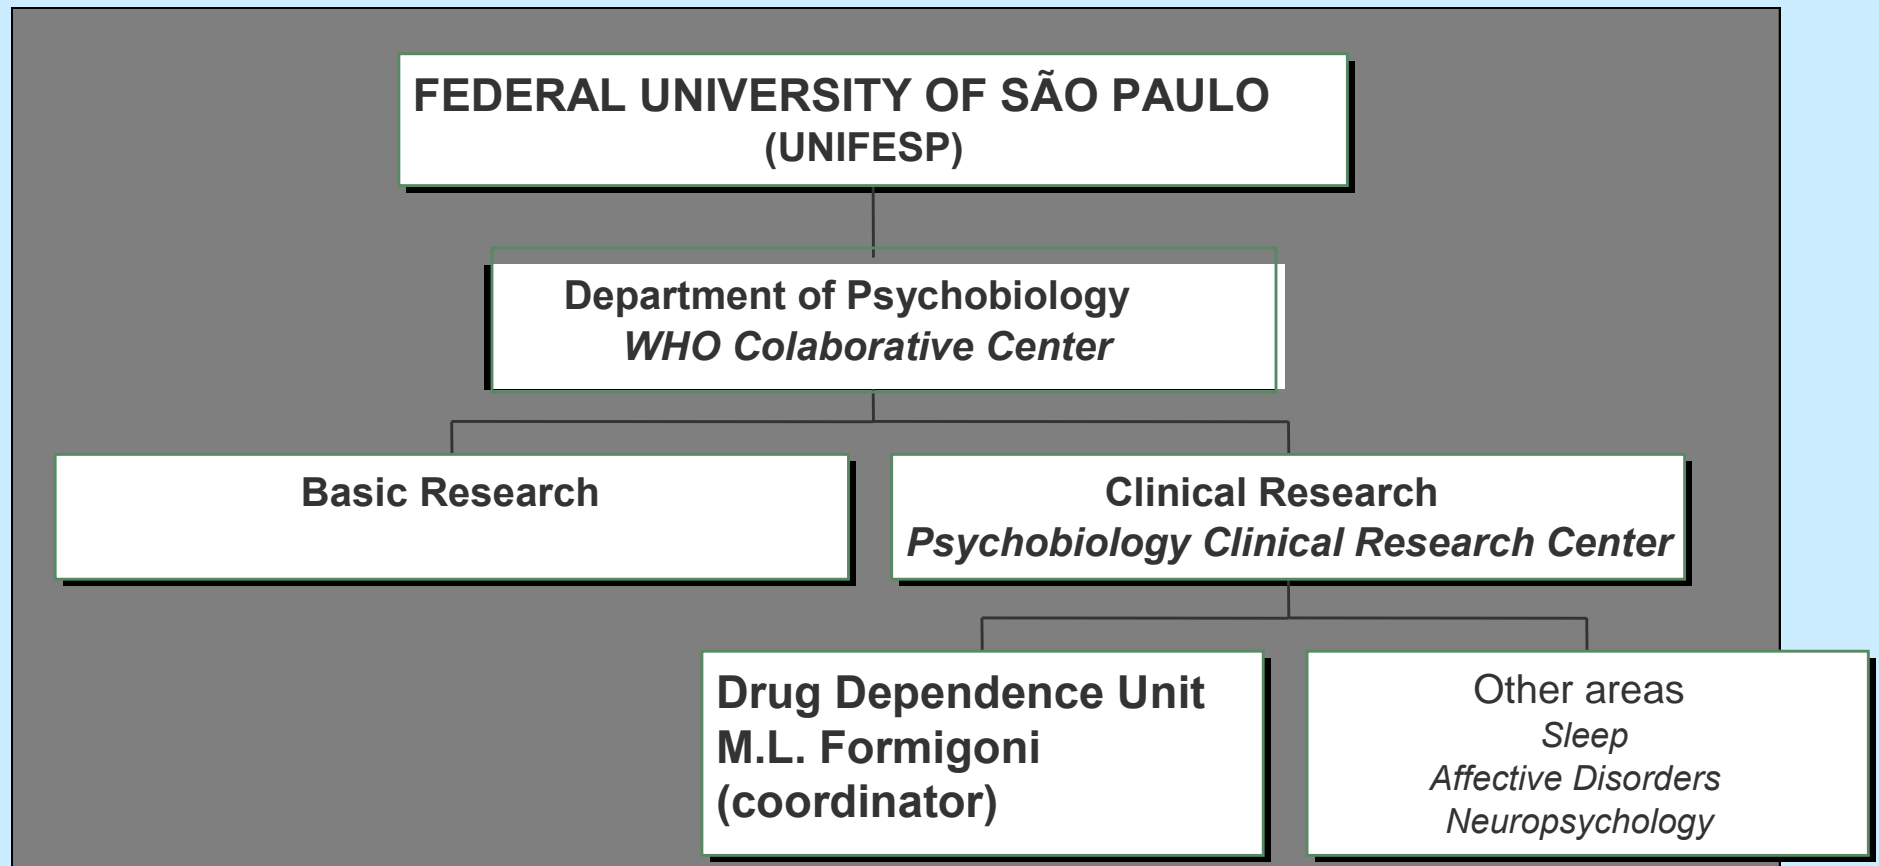 FEDERAL UNIVERSITY OF SÃO PAULO
(UNIFESP)
Department of Psychobiology
WHO Colaborative Center
Basic Research
Clinical Research
Psychobiology Clinical Research Center
Drug Dependence Unit
M.L. Formigoni
(coordinator)
Other areas
Sleep
Affective Disorders
Neuropsychology